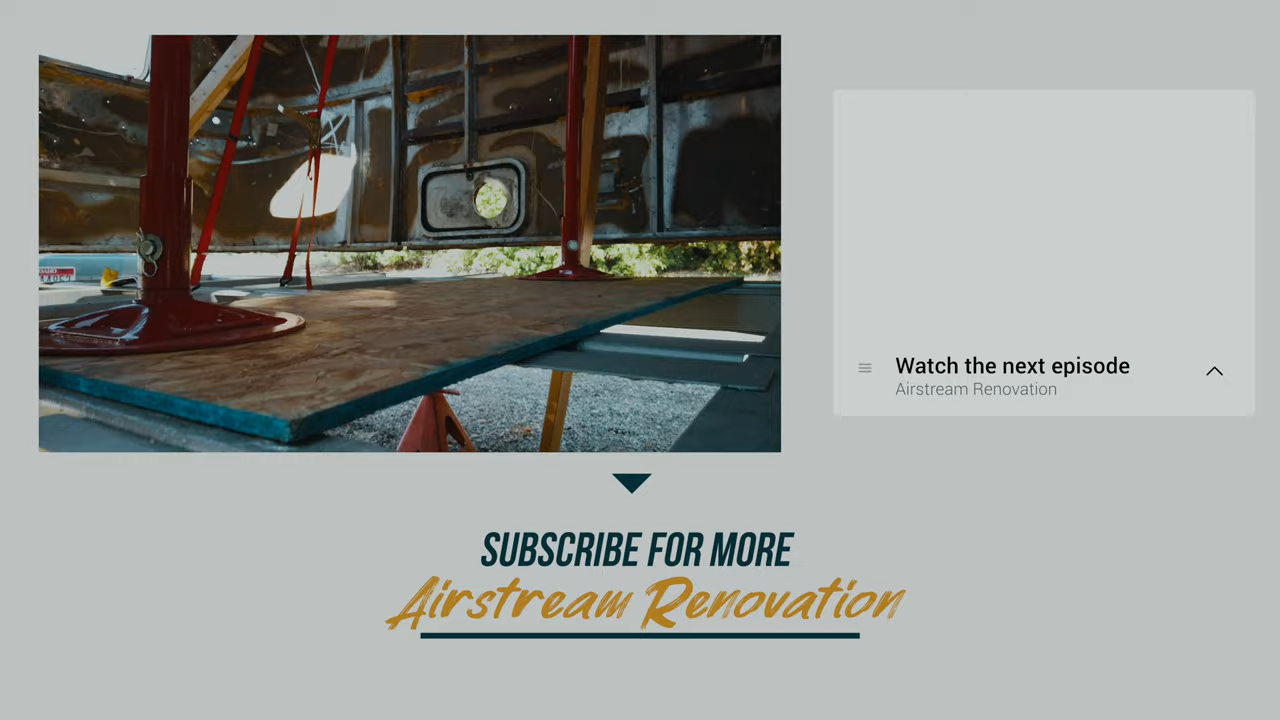 Watch the next episode
Airstream Renovation
SUBSCRIBE FOR MORE
Airstream Renovation